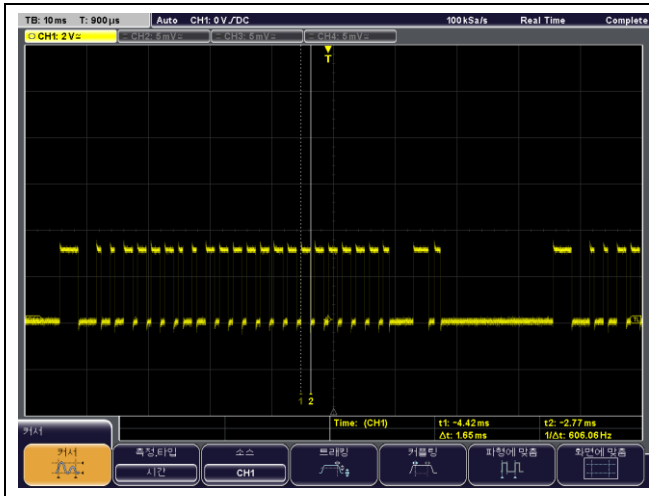 TB: 10 ms T: 900 µs Auto CH1: 0 V / DC 100 kSa/s Real Time Complete
CH1: 2 V≃ CH2: 5 mV≃ CH3: 5 mV≃ CH4: 5 mV≃
T
1 2
커서 Time: (CH1) t1: -4.42 ms t2: -2.77 ms
Δt: 1.65 ms 1/Δt: 606.06 Hz
커서 측정.타입 소스 트래킹 커플링 파형에 맞춤 화면에 맞춤
시간 CH1